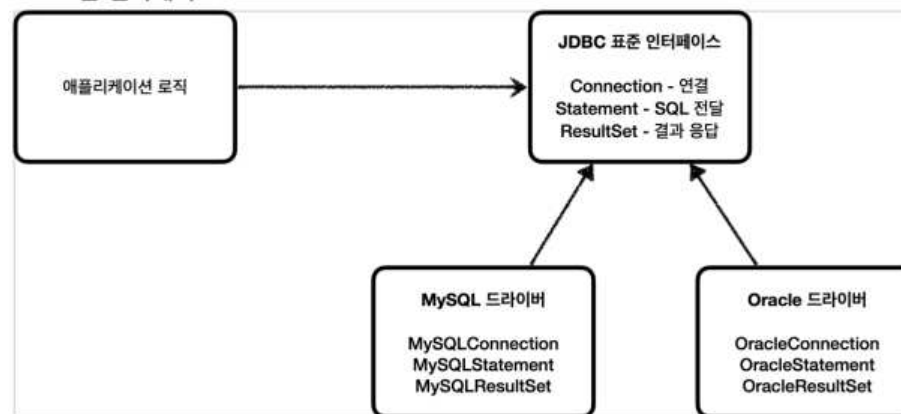 애플리케이션 로직
JDBC 표준 인터페이스
Connection - 연결
Statement - SQL 전달
ResultSet - 결과 응답
MySQL 드라이버
MySQLConnection
MySQLStatement
MySQLResultSet
Oracle 드라이버
OracleConnection
OracleStatement
OracleResultSet